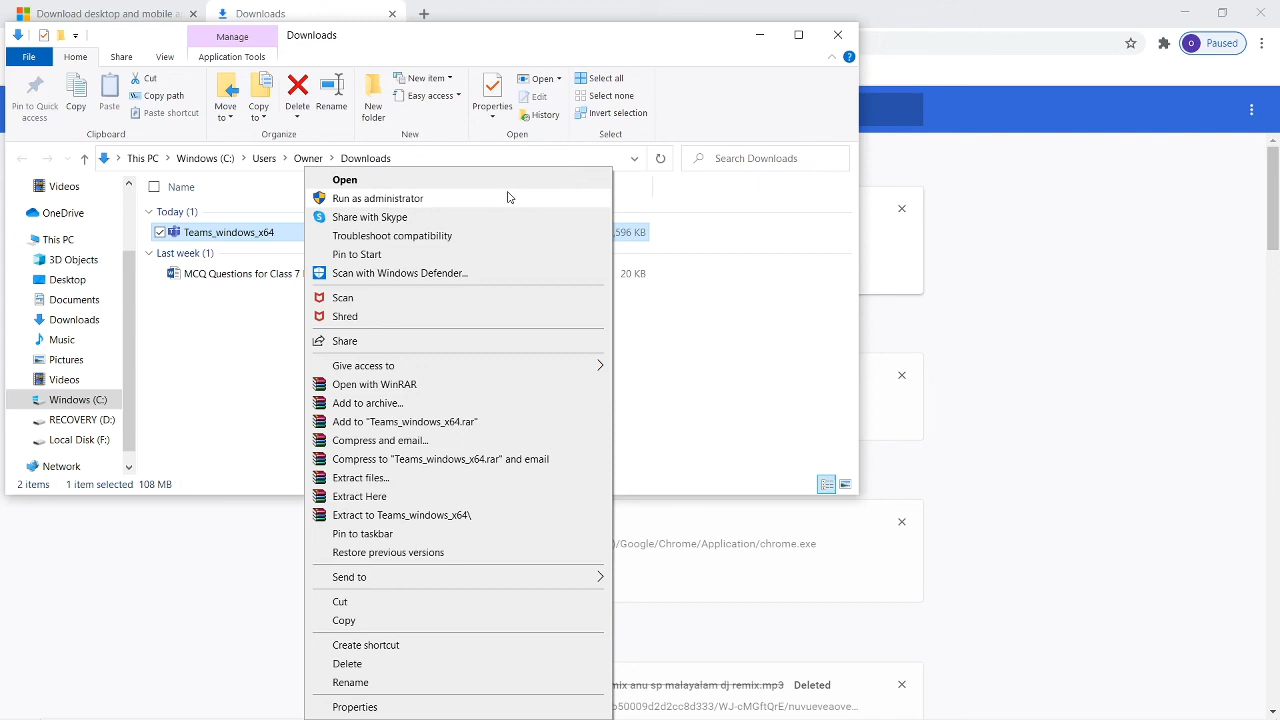 Download desktop and mobile a
Downloads
Manage
Downloads
Paused
File
Home
Share
View
Application Tools
Pin to Quick access
Copy
Paste
Cut
Copy path
Paste shortcut
Clipboard
Move to
Copy to
Delete
Rename
Organize
New folder
New item
Easy access
New
Properties
Open
Edit
History
Open
Select all
Select none
Invert selection
Select
This PC
Windows (C:)
Users
Owner
Downloads
Search Downloads
Videos
OneDrive
This PC
3D Objects
Desktop
Documents
Downloads
Music
Pictures
Videos
Windows (C:)
RECOVERY (D:)
Local Disk (F:)
Network
Name
Today (1)
Teams_windows_x64
,596 KB
Last week (1)
MCQ Questions for Class 7
20 KB
2 items
1 item selected 108 MB
Open
Run as administrator
Share with Skype
Troubleshoot compatibility
Pin to Start
Scan with Windows Defender...
Scan
Shred
Share
Give access to
Open with WinRAR
Add to archive...
Add to "Teams_windows_x64.rar"
Compress and email...
Compress to "Teams_windows_x64.rar" and email
Extract files...
Extract Here
Extract to Teams_windows_x64\
Pin to taskbar
Restore previous versions
Send to
Cut
Copy
Create shortcut
Delete
Rename
Properties
)/Google/Chrome/Application/chrome.exe
mix anu sp malayalam dj remix.mp3 Deleted